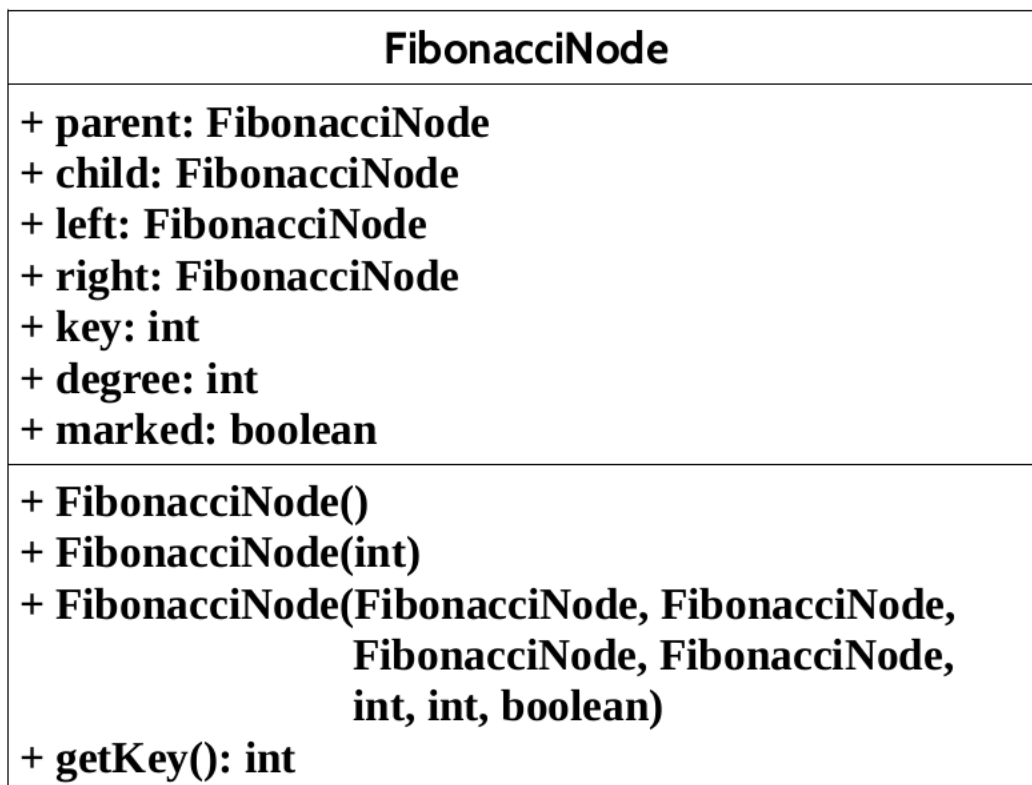 FibonacciNode
+ parent: FibonacciNode
+ child: FibonacciNode
+ left: FibonacciNode
+ right: FibonacciNode
+ key: int
+ degree: int
+ marked: boolean
+ FibonacciNode()
+ FibonacciNode(int)
+ FibonacciNode(FibonacciNode, FibonacciNode,
FibonacciNode, FibonacciNode,
int, int, boolean)
+ getKey(): int